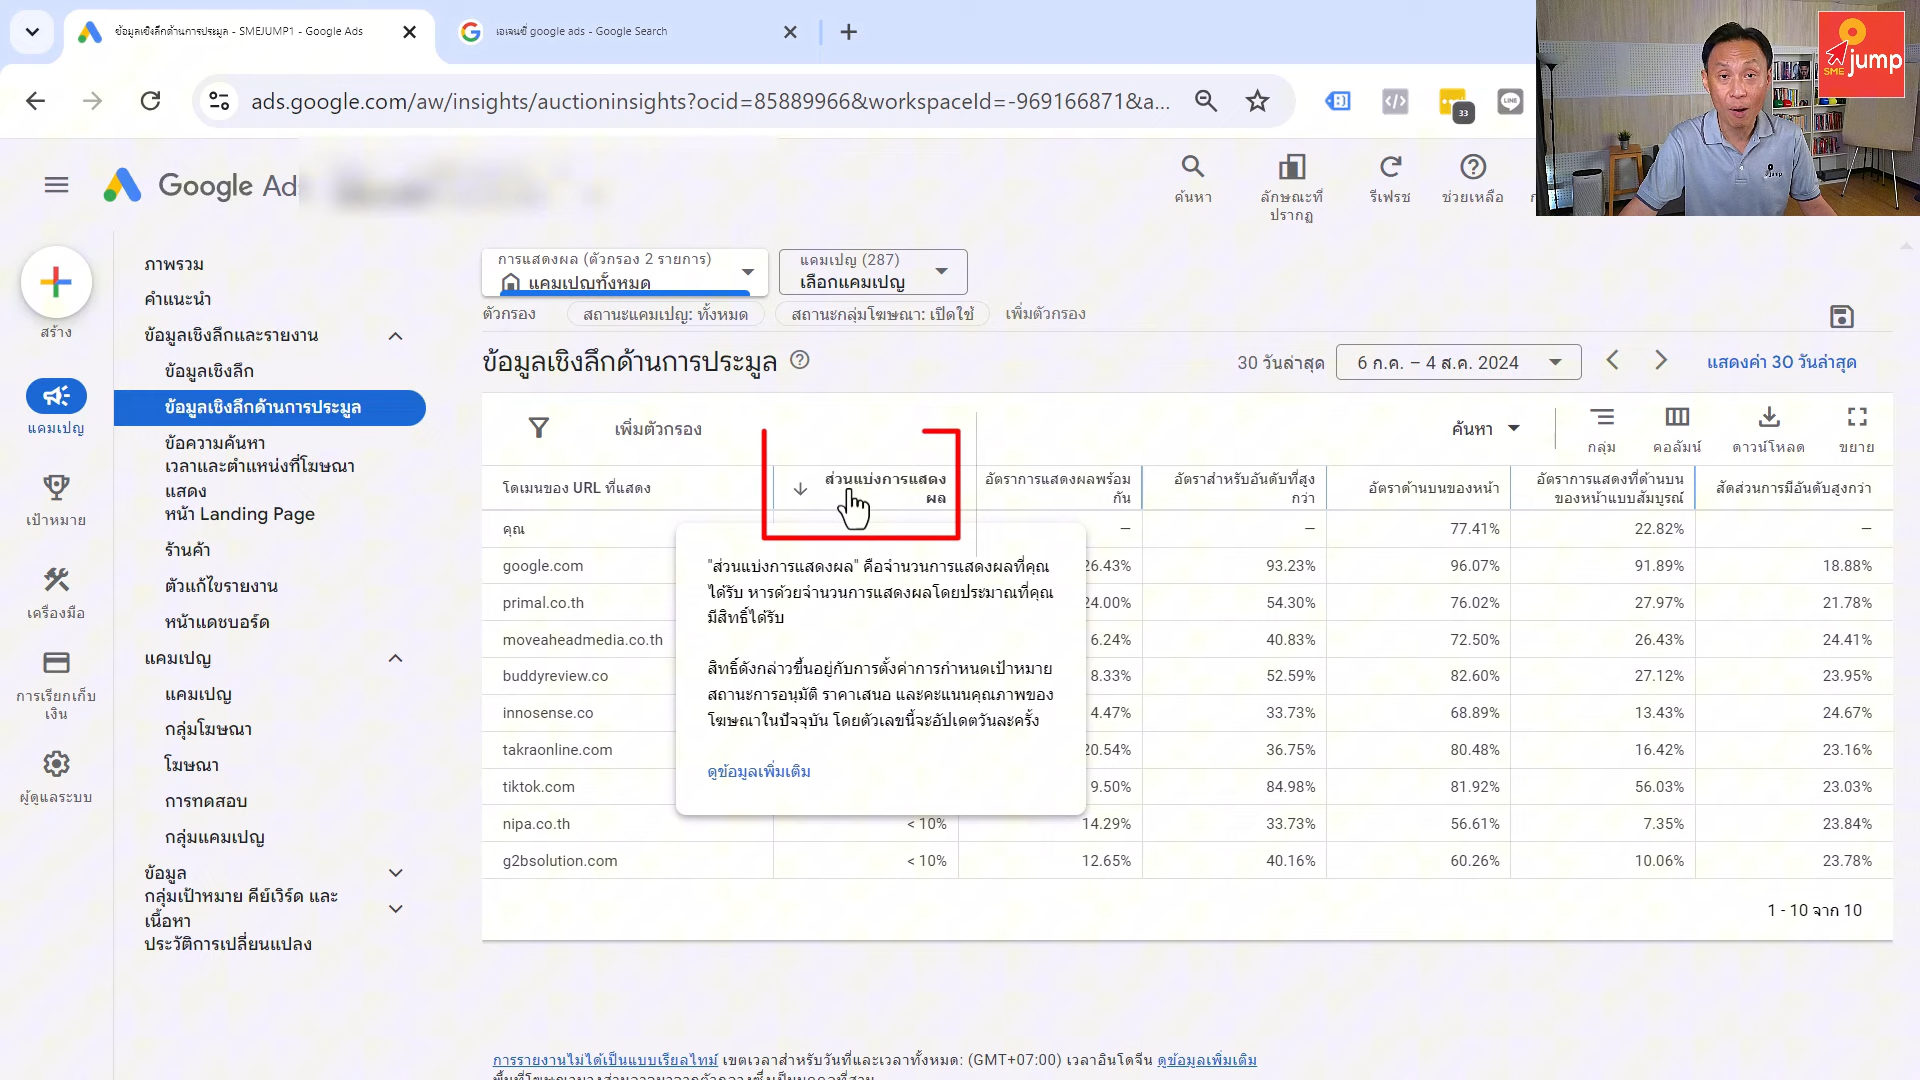 ข้อมูลเชิงลึกด้านการประมูล - SMEJUMP1 - Google Ads
เอเจนซี่ google ads - Google Search
ads.google.com/aw/insights/auctioninsights?ocid=85889966&workspaceId=-969166871&a...
33
SME jump
Google Ad
ค้นหา
ลักษณะที่
ปรากฏ
รีเฟรช
ช่วยเหลือ
สร้าง
แคมเปญ
เป้าหมาย
เครื่องมือ
การเรียกเก็บ
เงิน
ผู้ดูแลระบบ
ภาพรวม
คำแนะนำ
ข้อมูลเชิงลึกและรายงาน
ข้อมูลเชิงลึก
ข้อมูลเชิงลึกด้านการประมูล
ข้อความค้นหา
เวลาและตำแหน่งที่โฆษณา
แสดง
หน้า Landing Page
ร้านค้า
ตัวแก้ไขรายงาน
หน้าแดชบอร์ด
แคมเปญ
แคมเปญ
กลุ่มโฆษณา
โฆษณา
การทดสอบ
กลุ่มแคมเปญ
ข้อมูล
กลุ่มเป้าหมาย คีย์เวิร์ด และ
เนื้อหา
ประวัติการเปลี่ยนแปลง
การแสดงผล (ตัวกรอง 2 รายการ)
แคมเปญทั้งหมด
แคมเปญ (287)
เลือกแคมเปญ
ตัวกรอง สถานะแคมเปญ: ทั้งหมด สถานะกลุ่มโฆษณา: เปิดใช้ เพิ่มตัวกรอง
ข้อมูลเชิงลึกด้านการประมูล
30 วันล่าสุด 6 ก.ค. – 4 ส.ค. 2024 แสดงค่า 30 วันล่าสุด
เพิ่มตัวกรอง
ค้นหา
กลุ่ม
คอลัมน์
ดาวน์โหลด
ขยาย
โดเมนของ URL ที่แสดง
ส่วนแบ่งการแสดง
ผล
อัตราการแสดงผลพร้อม
กัน
อัตราสำหรับอันดับที่สูง
กว่า
อัตราด้านบนของหน้า
อัตราการแสดงที่ด้านบน
ของหน้าแบบสัมบูรณ์
สัดส่วนการมีอันดับสูงกว่า
คุณ — — 77.41% 22.82% —
google.com 26.43% 93.23% 96.07% 91.89% 18.88%
primal.co.th 24.00% 54.30% 76.02% 27.97% 21.78%
moveaheadmedia.co.th 6.24% 40.83% 72.50% 26.43% 24.41%
buddyreview.co 8.33% 52.59% 82.60% 27.12% 23.95%
innosense.co 4.47% 33.73% 68.89% 13.43% 24.67%
takraonline.com 20.54% 36.75% 80.48% 16.42% 23.16%
tiktok.com 9.50% 84.98% 81.92% 56.03% 23.03%
nipa.co.th < 10% 14.29% 33.73% 56.61% 7.35% 23.84%
g2bsolution.com < 10% 12.65% 40.16% 60.26% 10.06% 23.78%
"ส่วนแบ่งการแสดงผล" คือจำนวนการแสดงผลที่คุณ
ได้รับ หารด้วยจำนวนการแสดงผลโดยประมาณที่คุณ
มีสิทธิ์ได้รับ
สิทธิ์ดังกล่าวขึ้นอยู่กับการตั้งค่าการกำหนดเป้าหมาย
สถานะการอนุมัติ ราคาเสนอ และคะแนนคุณภาพของ
โฆษณาในปัจจุบัน โดยตัวเลขนี้จะอัปเดตวันละครั้ง
ดูข้อมูลเพิ่มเติม
1 - 10 จาก 10
การรายงานไม่ได้เป็นแบบเรียลไทม์ เขตเวลาสำหรับวันที่และเวลาทั้งหมด: (GMT+07:00) เวลาอินโดจีน ดูข้อมูลเพิ่มเติม